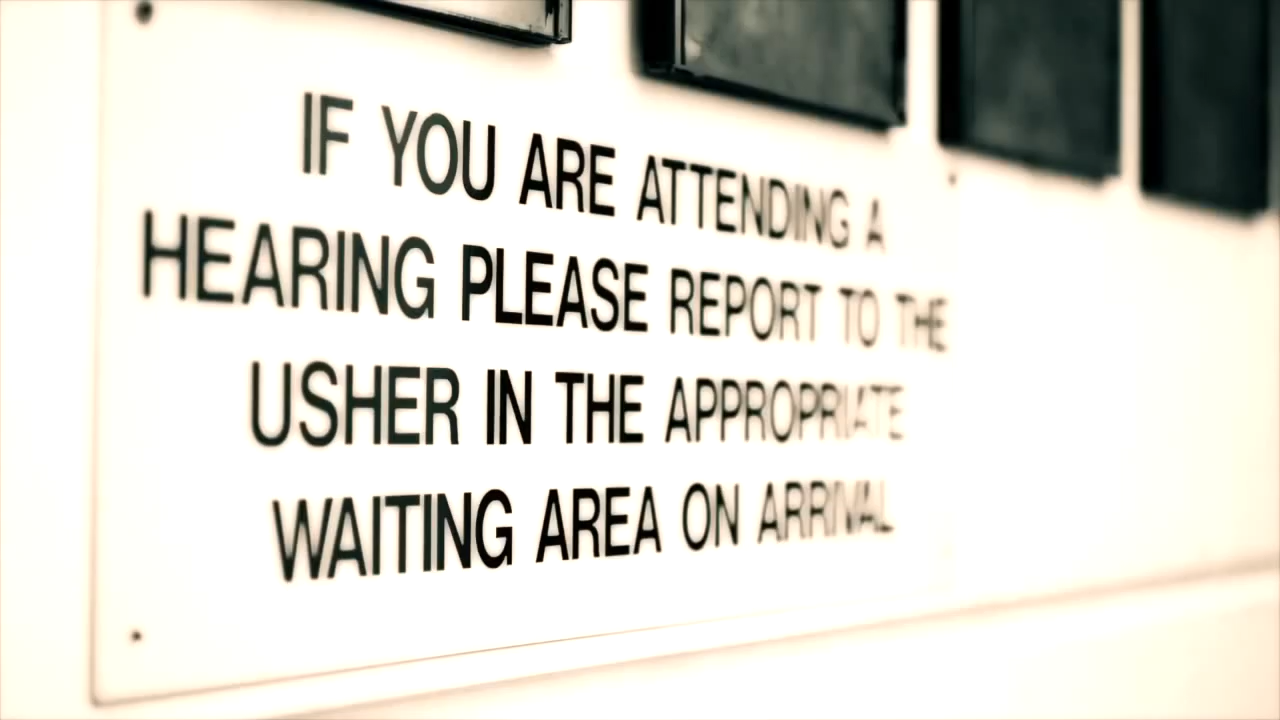 IF YOU ARE ATTENDING A
HEARING PLEASE REPORT TO THE
USHER IN THE APPROPRIATE
WAITING AREA ON ARRIVAL